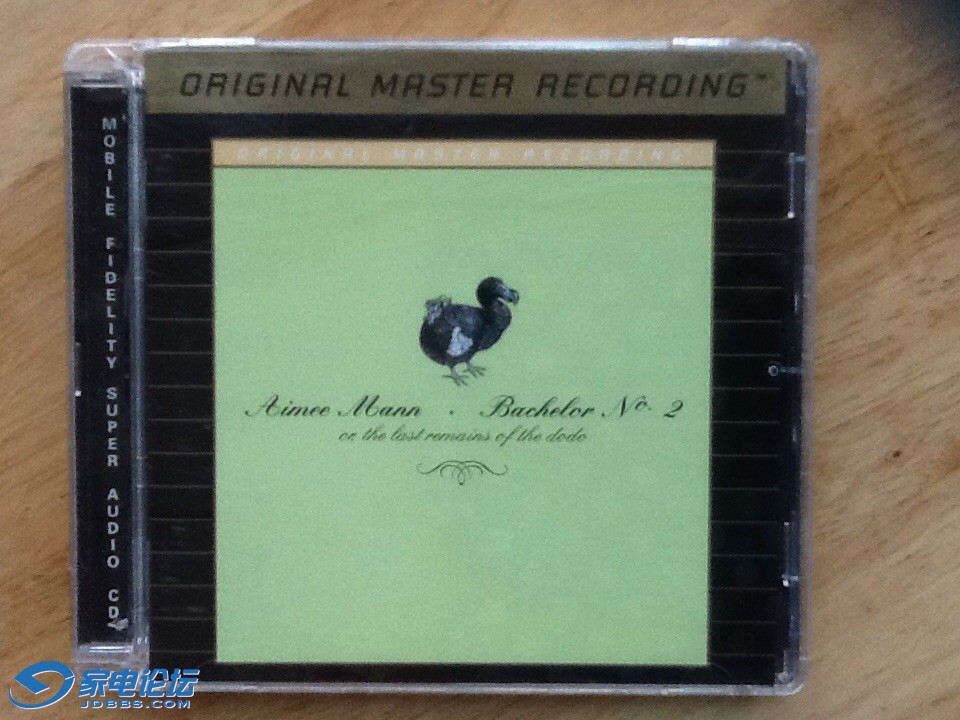 ORIGINAL MASTER RECORDING™
MOBILE FIDELITY SUPER AUDIO CD
ORIGINAL MASTER RECORDING
Aimee Mann · Bachelor No. 2
or, the last remains of the dodo
家电论坛
JDBBS.COM